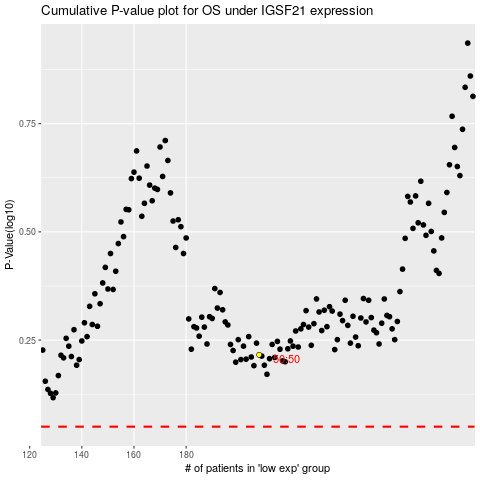 Cumulative P-value plot for OS under IGSF21 expression
P-Value(log10)
0.75
0.50
0.25
50:50
120 140 160 180
# of patients in 'low exp' group